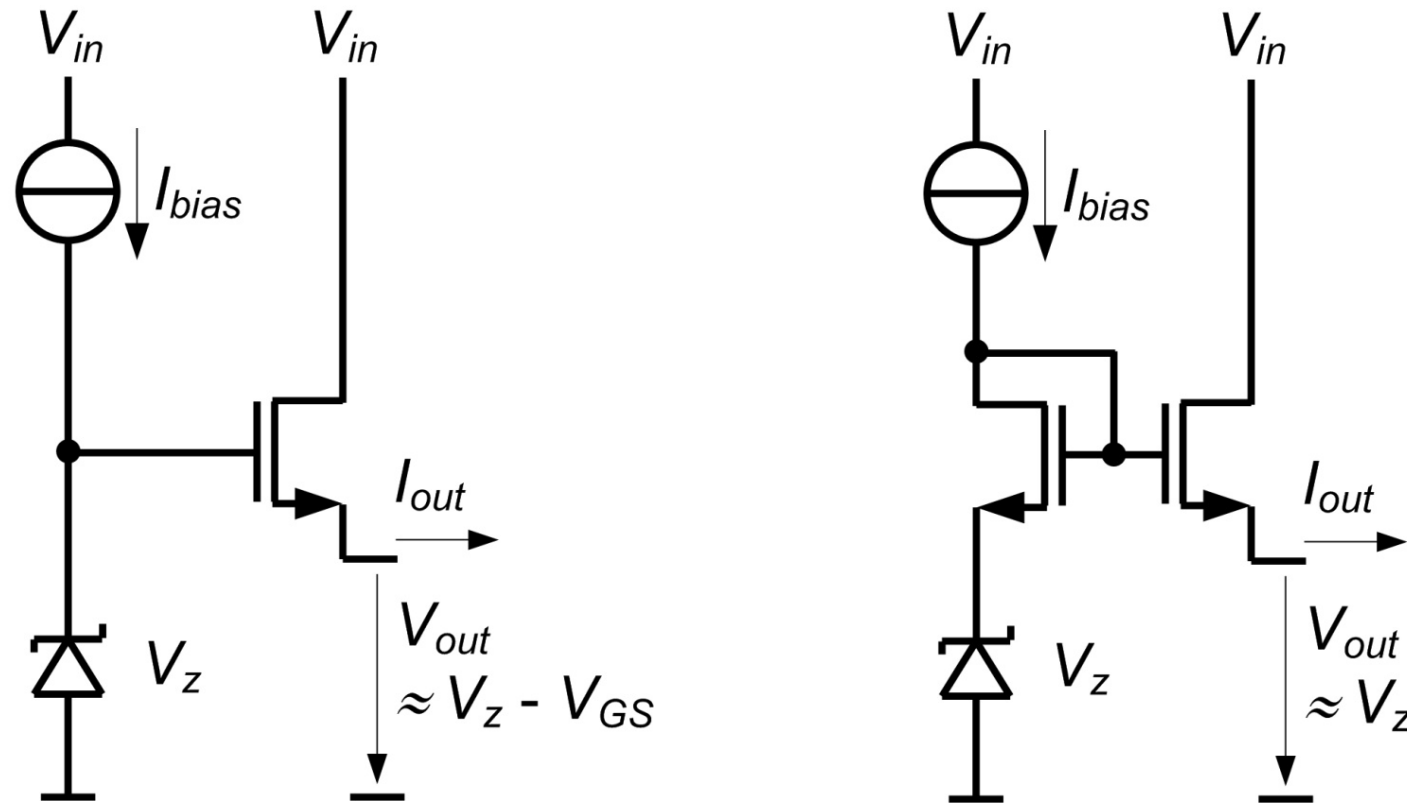 V_in
V_in
I_bias
I_out
V_z
V_out
≈ V_z - V_GS
V_in
V_in
I_bias
I_out
V_z
V_out
≈ V_z